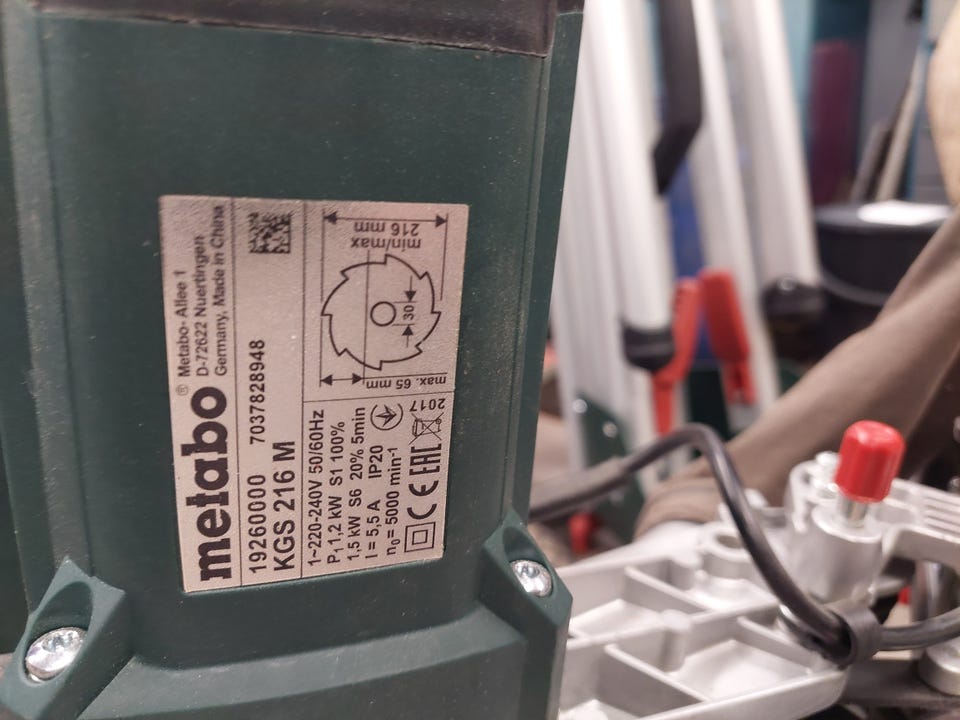 metabo®
Metabo- Allee 1
D-72622 Nuertingen
Germany, Made in China
19260000 7037828948
KGS 216 M
1~220-240V 50/60Hz
P₁ 1,2 kW S1 100%
1,5 kW S6 20% 5min
I = 5,5 A IP20
n₀ = 5000 min⁻¹
CE EAC
2017
max. 65 mm
30
min/max
216 mm